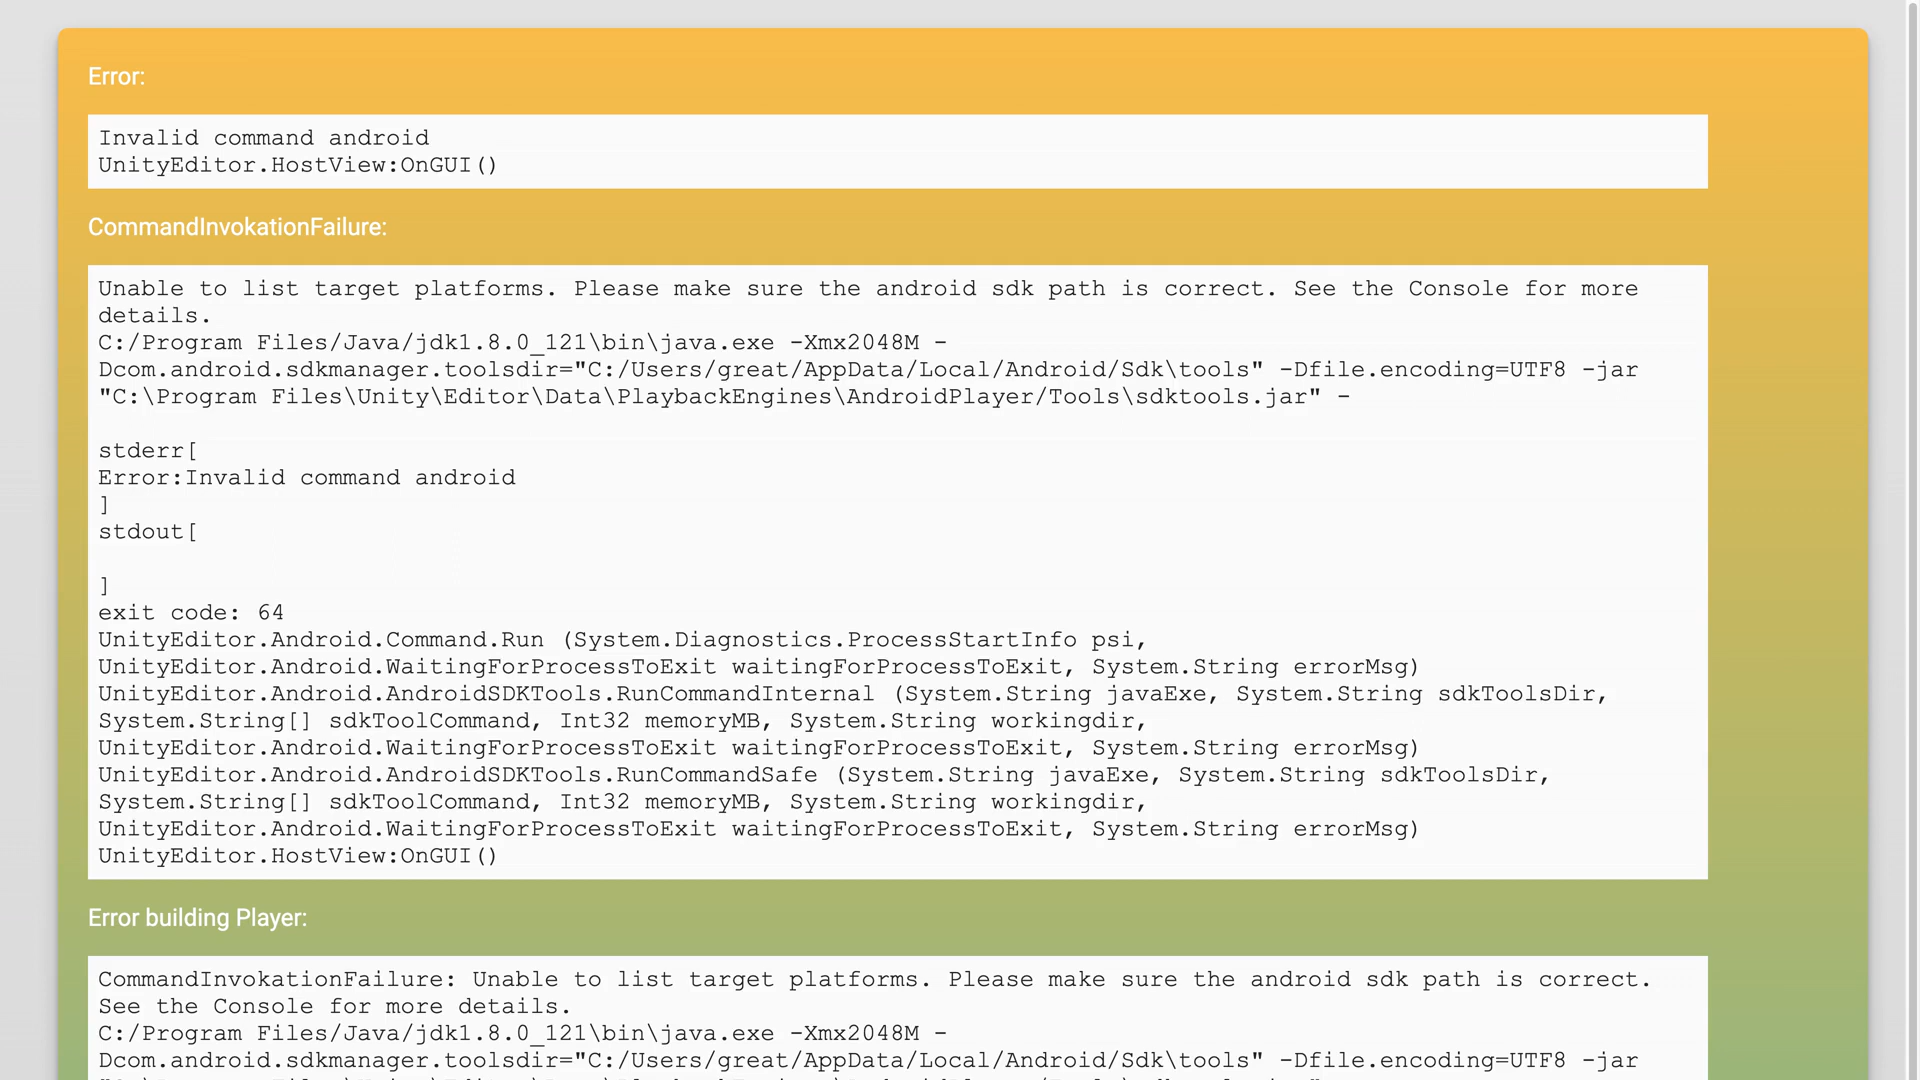 Error:
Invalid command android
UnityEditor.HostView:OnGUI()
CommandInvokationFailure:
Unable to list target platforms. Please make sure the android sdk path is correct. See the Console for more
details.
C:/Program Files/Java/jdk1.8.0_121\bin\java.exe -Xmx2048M -
Dcom.android.sdkmanager.toolsdir="C:/Users/great/AppData/Local/Android/Sdk\tools" -Dfile.encoding=UTF8 -jar
"C:\Program Files\Unity\Editor\Data\PlaybackEngines\AndroidPlayer/Tools\sdktools.jar" -
stderr[
Error:Invalid command android
]
stdout[
]
exit code: 64
UnityEditor.Android.Command.Run (System.Diagnostics.ProcessStartInfo psi,
UnityEditor.Android.WaitingForProcessToExit waitingForProcessToExit, System.String errorMsg)
UnityEditor.Android.AndroidSDKTools.RunCommandInternal (System.String javaExe, System.String sdkToolsDir,
System.String[] sdkToolCommand, Int32 memoryMB, System.String workingdir,
UnityEditor.Android.WaitingForProcessToExit waitingForProcessToExit, System.String errorMsg)
UnityEditor.Android.AndroidSDKTools.RunCommandSafe (System.String javaExe, System.String sdkToolsDir,
System.String[] sdkToolCommand, Int32 memoryMB, System.String workingdir,
UnityEditor.Android.WaitingForProcessToExit waitingForProcessToExit, System.String errorMsg)
UnityEditor.HostView:OnGUI()
Error building Player:
CommandInvokationFailure: Unable to list target platforms. Please make sure the android sdk path is correct.
See the Console for more details.
C:/Program Files/Java/jdk1.8.0_121\bin\java.exe -Xmx2048M -
Dcom.android.sdkmanager.toolsdir="C:/Users/great/AppData/Local/Android/Sdk\tools" -Dfile.encoding=UTF8 -jar